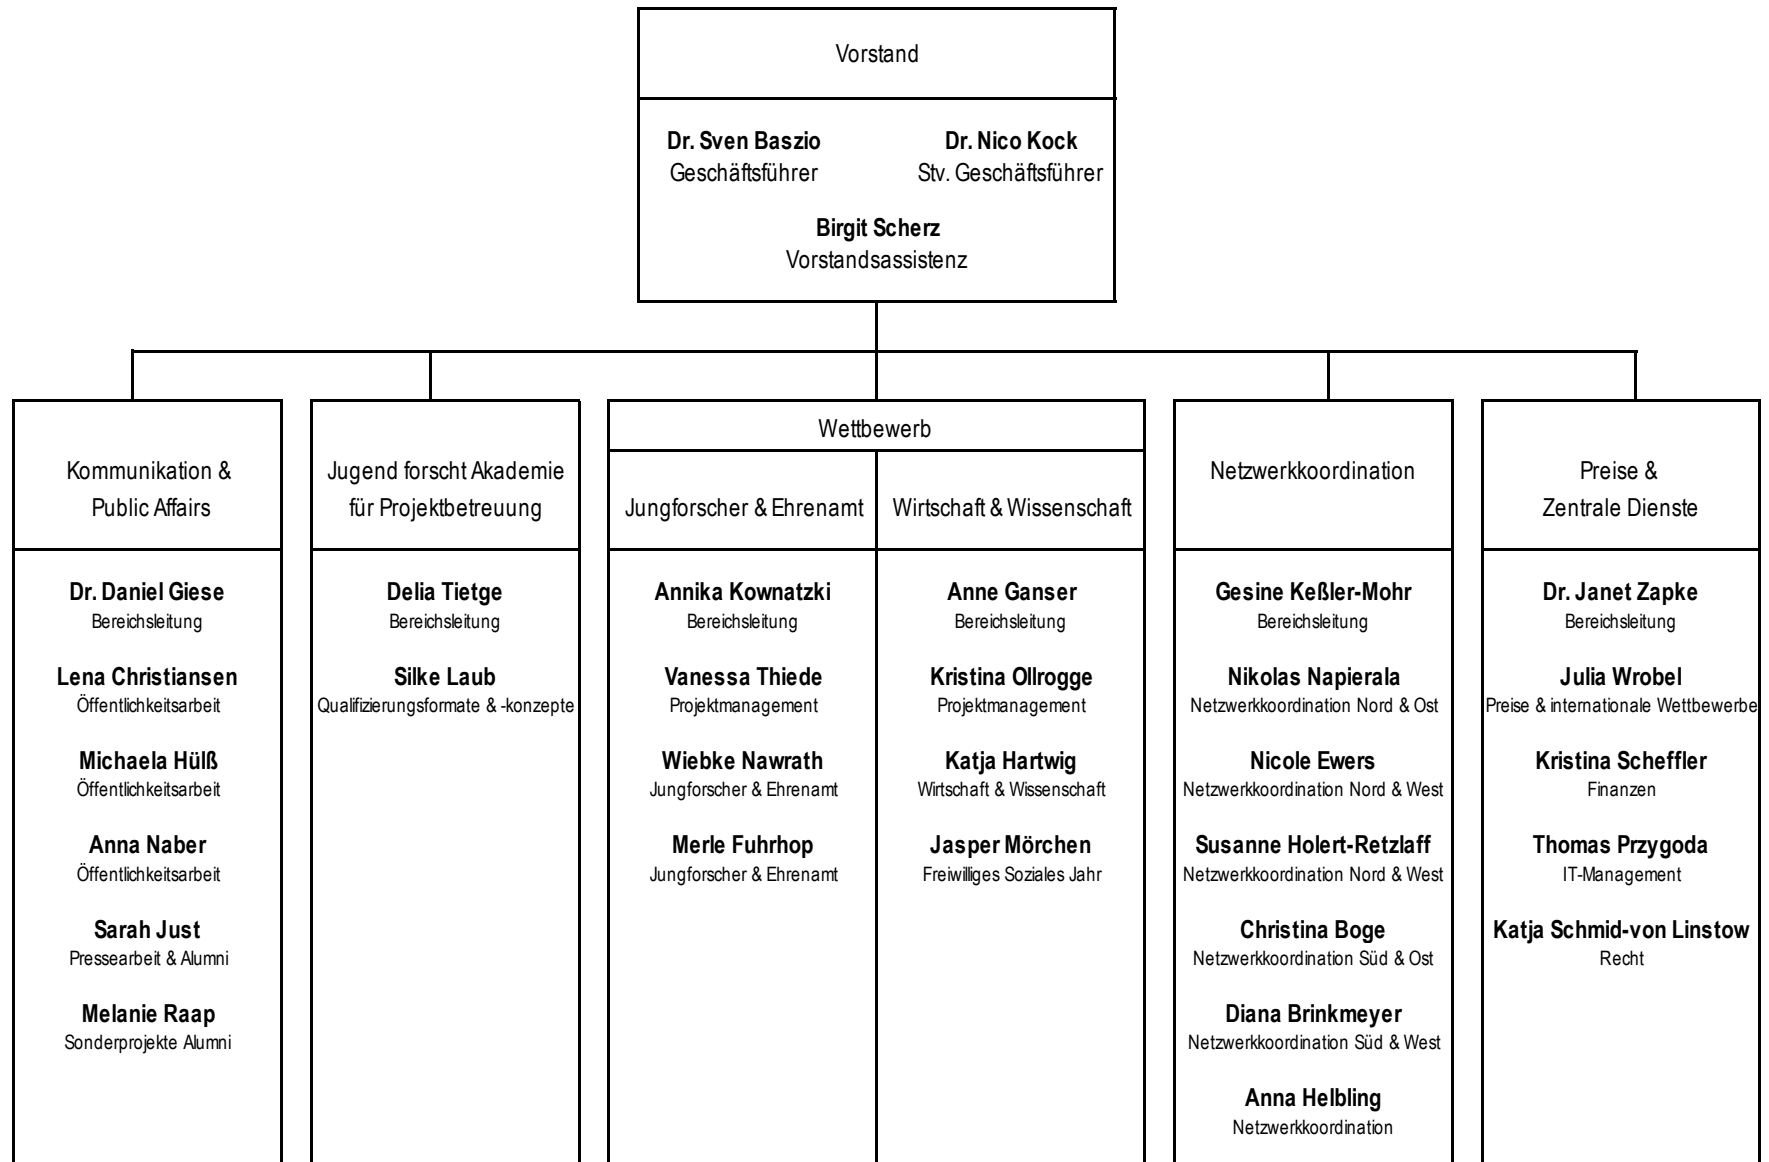 Vorstand
Dr. Sven Baszio
Geschäftsführer
Dr. Nico Kock
Stv. Geschäftsführer
Birgit Scherz
Vorstandsassistenz
Kommunikation &
Public Affairs
Dr. Daniel Giese
Bereichsleitung
Lena Christiansen
Öffentlichkeitsarbeit
Michaela Hülß
Öffentlichkeitsarbeit
Anna Naber
Öffentlichkeitsarbeit
Sarah Just
Pressearbeit & Alumni
Melanie Raap
Sonderprojekte Alumni
Jugend forscht Akademie
für Projektbetreuung
Delia Tietge
Bereichsleitung
Silke Laub
Qualifizierungsformate & -konzepte
Wettbewerb
Jungforscher & Ehrenamt
Annika Kownatzki
Bereichsleitung
Vanessa Thiede
Projektmanagement
Wiebke Nawrath
Jungforscher & Ehrenamt
Merle Fuhrhop
Jungforscher & Ehrenamt
Wirtschaft & Wissenschaft
Anne Ganser
Bereichsleitung
Kristina Ollrogge
Projektmanagement
Katja Hartwig
Wirtschaft & Wissenschaft
Jasper Mörchen
Freiwilliges Soziales Jahr
Netzwerkkoordination
Gesine Keßler-Mohr
Bereichsleitung
Nikolas Napierala
Netzwerkkoordination Nord & Ost
Nicole Ewers
Netzwerkkoordination Nord & West
Susanne Holert-Retzlaff
Netzwerkkoordination Nord & West
Christina Boge
Netzwerkkoordination Süd & Ost
Diana Brinkmeyer
Netzwerkkoordination Süd & West
Anna Helbling
Netzwerkkoordination
Preise &
Zentrale Dienste
Dr. Janet Zapke
Bereichsleitung
Julia Wrobel
Preise & internationale Wettbewerbe
Kristina Scheffler
Finanzen
Thomas Przygoda
IT-Management
Katja Schmid-von Linstow
Recht